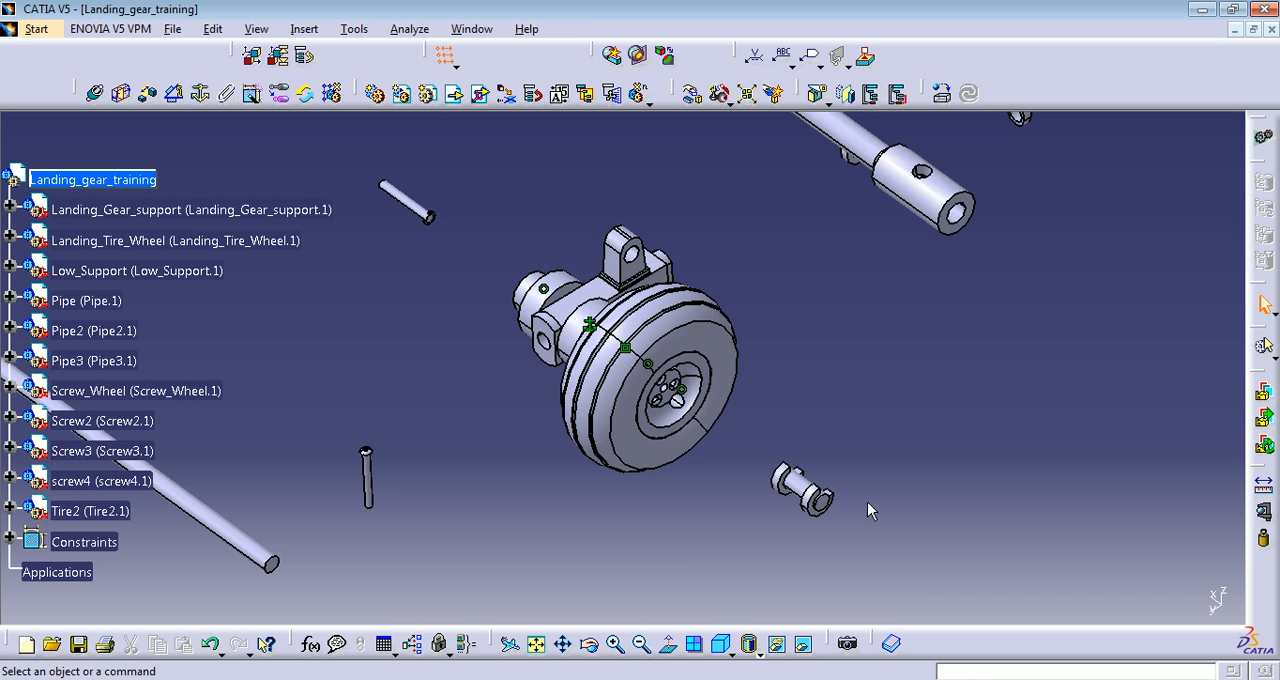 CATIA V5 - [Landing_gear_training]
Start ENOVIA V5 VPM File Edit View Insert Tools Analyze Window Help
ABC
Landing_gear_training
Landing_Gear_support (Landing_Gear_support.1)
Landing_Tire_Wheel (Landing_Tire_Wheel.1)
Low_Support (Low_Support.1)
Pipe (Pipe.1)
Pipe2 (Pipe2.1)
Pipe3 (Pipe3.1)
Screw_Wheel (Screw_Wheel.1)
Screw2 (Screw2.1)
Screw3 (Screw3.1)
screw4 (screw4.1)
Tire2 (Tire2.1)
Constraints
Applications
x z
y
f(x)
CATIA
Select an object or a command